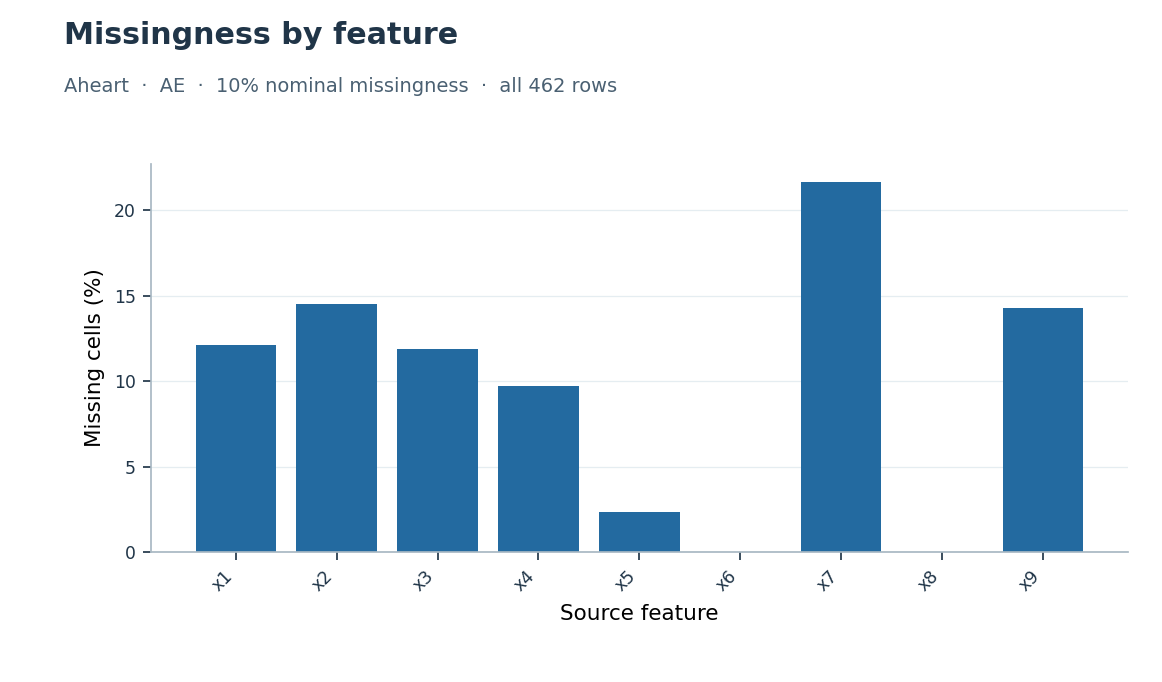 Missingness by feature
Aheart · AE · 10% nominal missingness · all 462 rows
Missing cells (%)
20
15
10
5
0
x1 x2 x3 x4 x5 x6 x7 x8 x9
Source feature